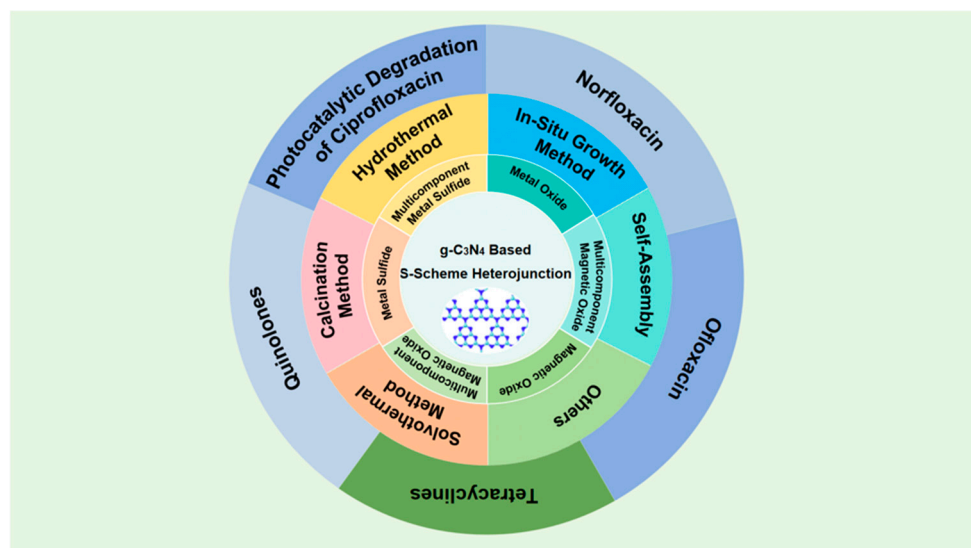 Photocatalytic Degradation
of Ciprofloxacin
Norfloxacin
Ofloxacin
Tetracyclines
Quinolones
Hydrothermal
Method
In-Situ Growth
Method
Self-Assembly
Others
Solvothermal
Method
Calcination
Method
Multicomponent
Metal Sulfide
Metal Oxide
Multicomponent
Magnetic Oxide
Magnetic Oxide
Multicomponent
Magnetic Oxide
Metal Sulfide
g-C₃N₄ Based
S-Scheme Heterojunction